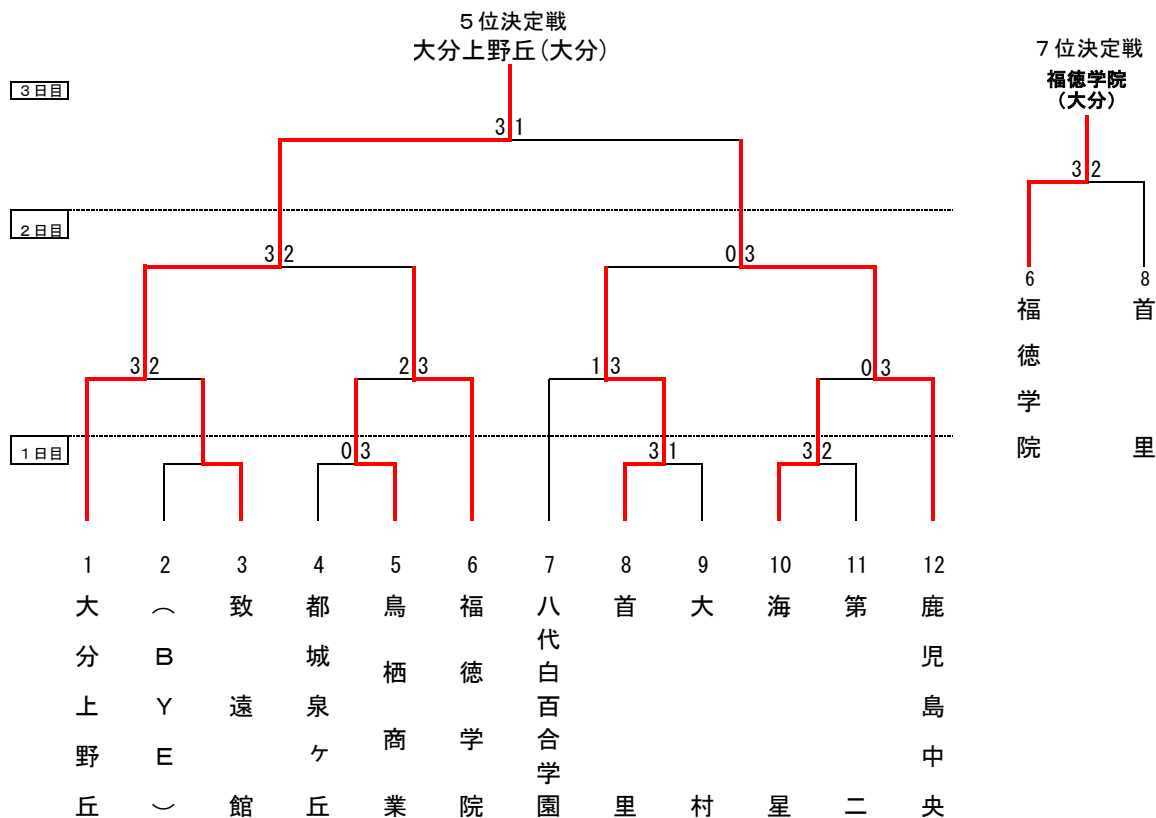 5位決定戦
大分上野丘(大分)
7位決定戦
福徳学院
(大分)
3日目
3 1
3 2
2日目
3 2
0 3
6
8
福徳学院
首里
3 2
2 3
1 3
0 3
1日目
0 3
3 1
3 2
1 2 3 4 5 6 7 8 9 10 11 12
大分上野丘
(BYE)
致遠館
都城泉ヶ丘
鳥栖商業
福徳学院
八代白百合学園
首里
大村
海星
第二
鹿児島中央